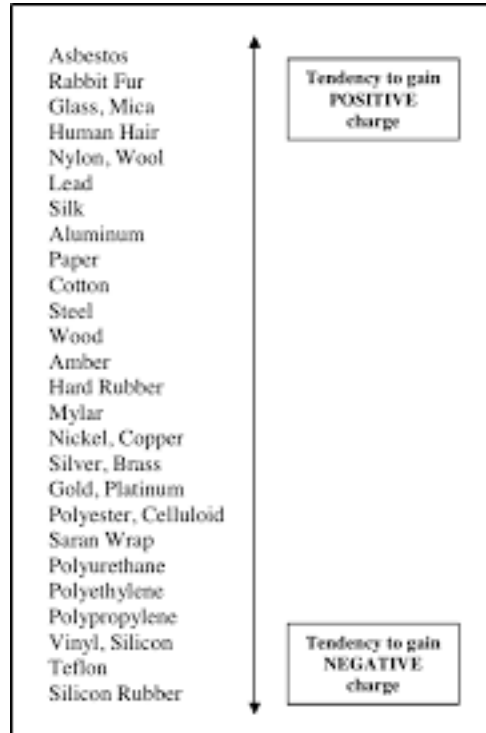 Asbestos
Rabbit Fur
Glass, Mica
Human Hair
Nylon, Wool
Lead
Silk
Aluminum
Paper
Cotton
Steel
Wood
Amber
Hard Rubber
Mylar
Nickel, Copper
Silver, Brass
Gold, Platinum
Polyester, Celluloid
Saran Wrap
Polyurethane
Polyethylene
Polypropylene
Vinyl, Silicon
Teflon
Silicon Rubber
Tendency to gain
POSITIVE
charge
Tendency to gain
NEGATIVE
charge